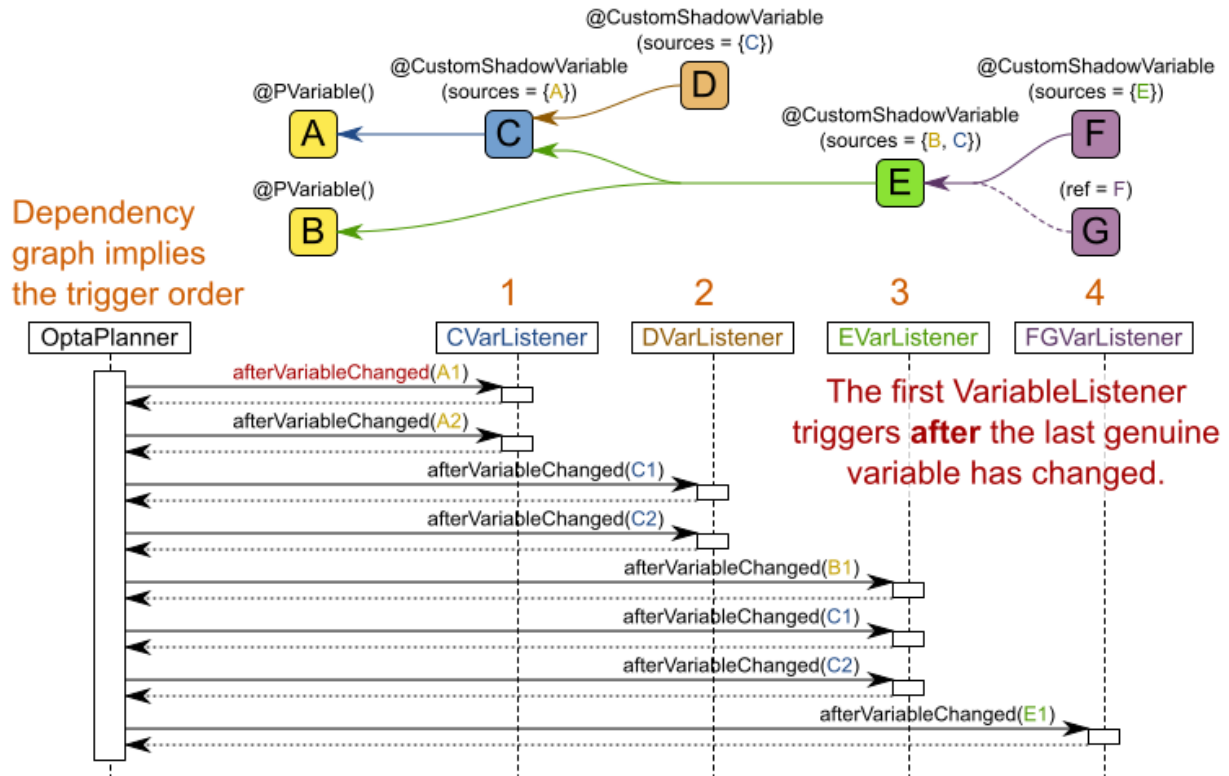 @CustomShadowVariable
(sources = {C})
@CustomShadowVariable
(sources = {A})
D
@CustomShadowVariable
(sources = {E})
@PVariable()
A
C
@CustomShadowVariable
(sources = {B, C})
F
@PVariable()
E
(ref = F)
B
G
Dependency
graph implies
the trigger order
1
2
3
4
OptaPlanner
CVarListener
DVarListener
EVarListener
FGVarListener
afterVariableChanged(A1)
The first VariableListener
triggers after the last genuine
variable has changed.
afterVariableChanged(A2)
afterVariableChanged(C1)
afterVariableChanged(C2)
afterVariableChanged(B1)
afterVariableChanged(C1)
afterVariableChanged(C2)
afterVariableChanged(E1)